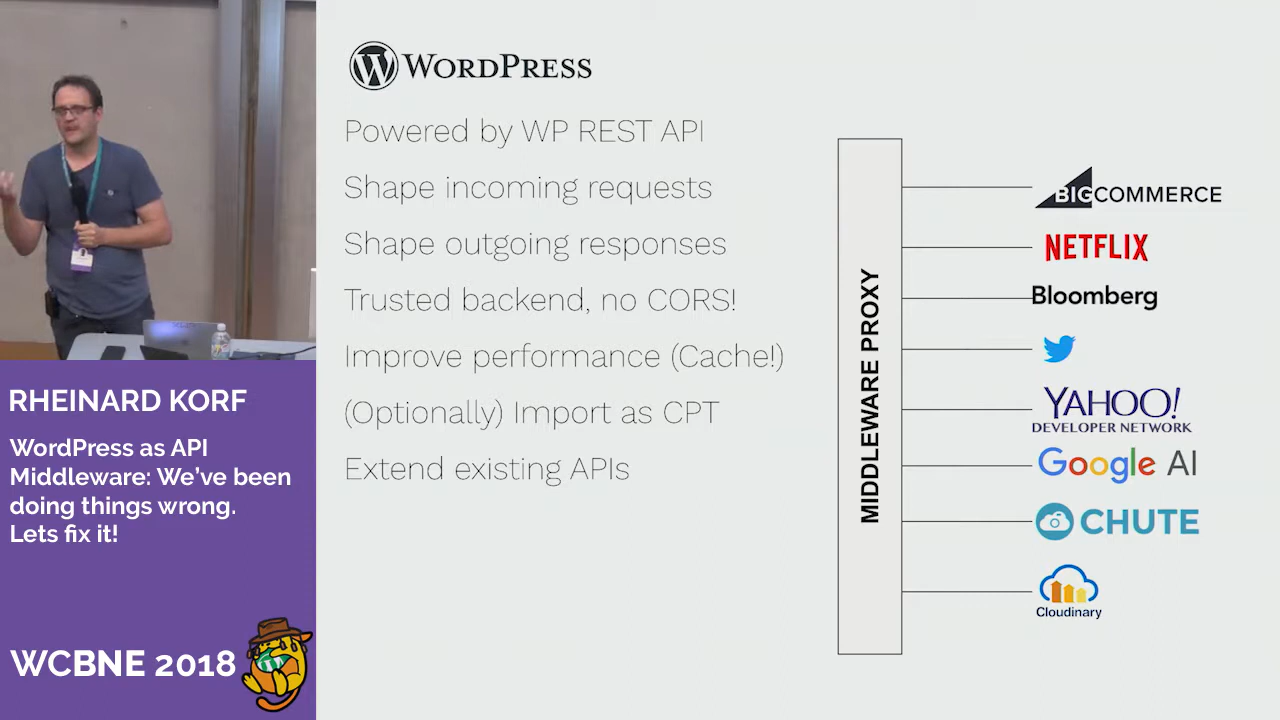 WORDPRESS
Powered by WP REST API
Shape incoming requests
Shape outgoing responses
Trusted backend, no CORS!
Improve performance (Cache!)
(Optionally) Import as CPT
Extend existing APIs
MIDDLEWARE PROXY
BIGCOMMERCE
NETFLIX
Bloomberg
YAHOO!
DEVELOPER NETWORK
Google AI
CHUTE
Cloudinary
RHEINARD KORF
WordPress as API
Middleware: We've been
doing things wrong.
Lets fix it!
WCBNE 2018